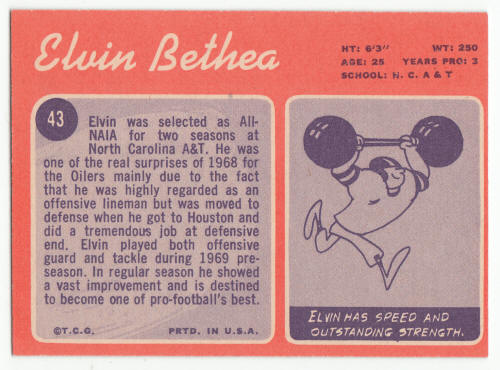 Elvin Bethea
HT: 6'3" WT: 250
AGE: 25 YEARS PRO: 3
SCHOOL: N. C. A & T
43
Elvin was selected as All-
NAIA for two seasons at
North Carolina A&T. He was
one of the real surprises of 1968 for
the Oilers mainly due to the fact
that he was highly regarded as an
offensive lineman but was moved to
defense when he got to Houston and
did a tremendous job at defensive
end. Elvin played both offensive
guard and tackle during 1969 pre-
season. In regular season he showed
a vast improvement and is destined
to become one of pro-football's best.
©T.C.G. PRTD. IN U.S.A.
ELVIN HAS SPEED AND
OUTSTANDING STRENGTH.